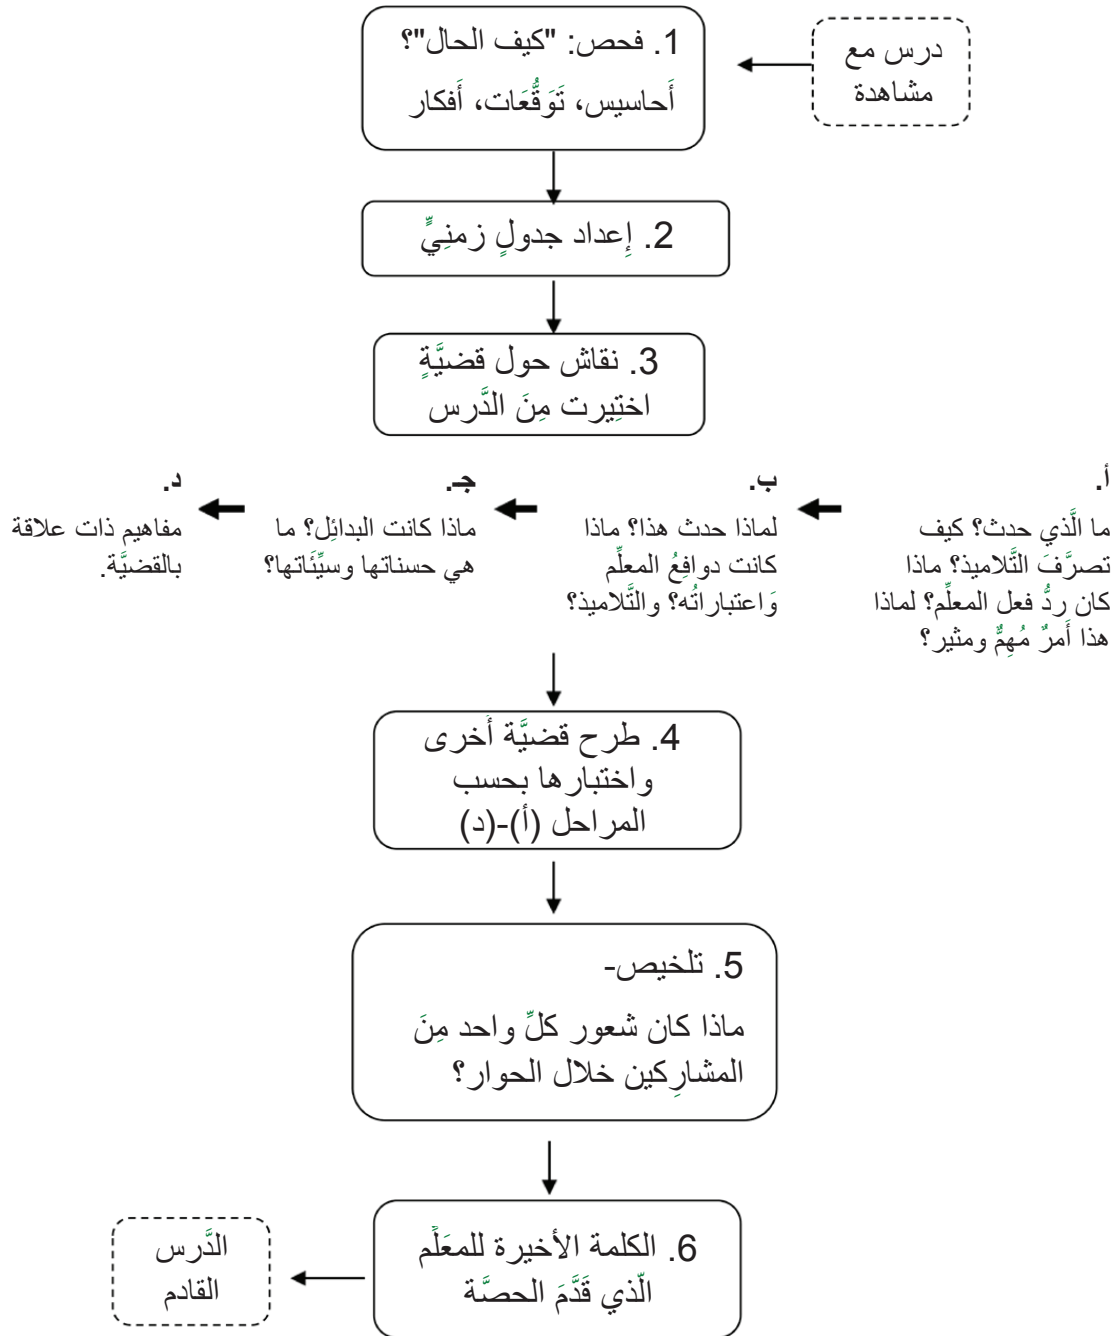 درس مع
مشاهدة
1. فحص: "كيف الحال"؟
أَحاسيس، تَوَقُّعَات، أَفكار
2. إِعداد جدولٍ زمنِيٍّ
3. نقاش حول قضيَّةٍ
اختِيرت مِنَ الدَّرس
أ.
ما الَّذي حدث؟ كيف
تصرَّفَ التَّلاميذ؟ ماذا
كان ردُّ فعل المعلِّم؟ لماذا
هذا أَمرٌ مُهِمٌّ ومثير؟
ب.
لماذا حدث هذا؟ ماذا
كانت دوافِعُ المعلِّم
وَاعتباراتُه؟ والتَّلاميذ؟
جـ.
ماذا كانت البدائِل؟ ما
هي حسناتها وسيِّئَاتها؟
د.
مفاهيم ذات علاقة
بالقضيَّة.
4. طرح قضيَّة أُخرى
واختبارها بحسب
المراحل (أ)-(د)
5. تلخيص-
ماذا كان شعور كلِّ واحد مِنَ
المشارِكين خلال الحوار؟
6. الكلمة الأخيرة للمعَلِّم
الّذي قَدَّمَ الحصَّة
الدَّرس
القادم